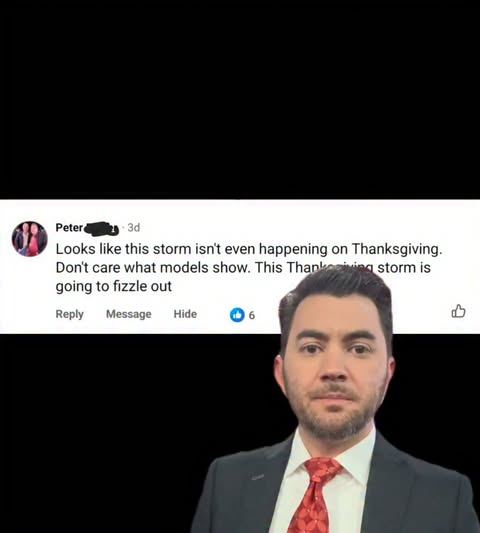 Peter · 3d
Looks like this storm isn't even happening on Thanksgiving.
Don't care what models show. This Thanksgiving storm is
going to fizzle out
Reply Message Hide 6